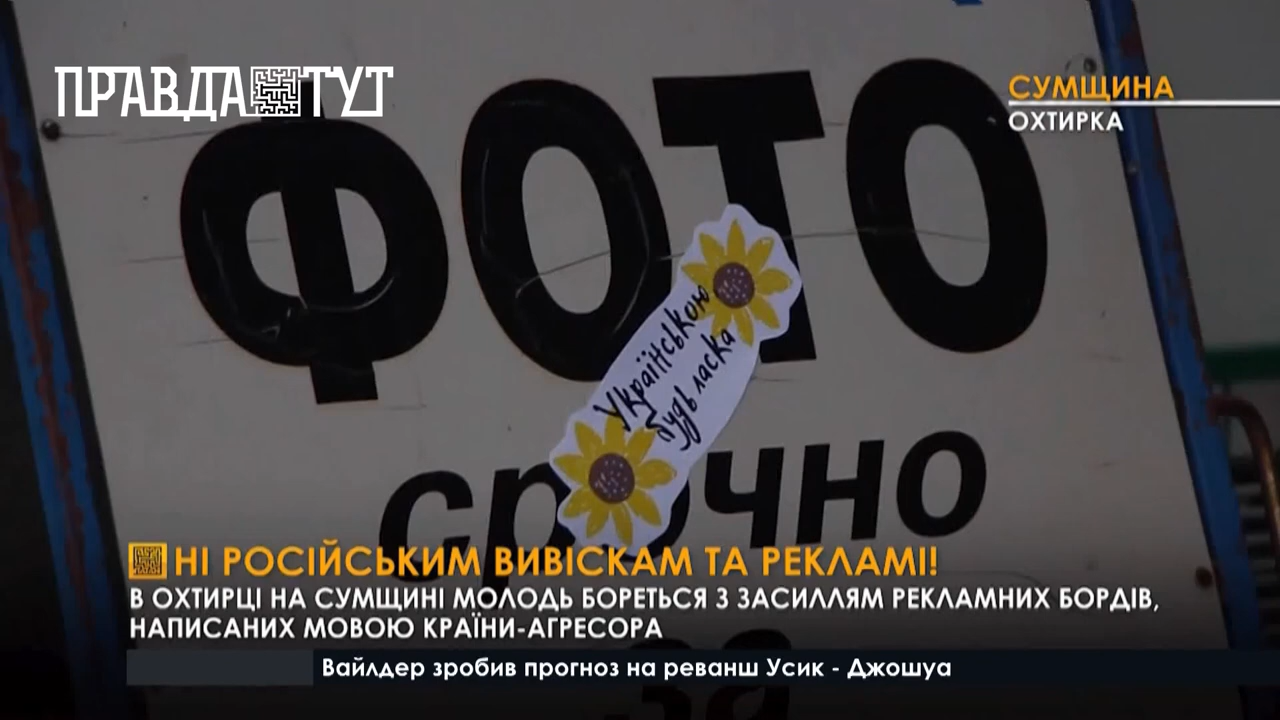 ПРАВДА ТУТ
СУМЩИНА
ОХТИРКА
ФОТО
Українською
будь ласка
срочно
НІ РОСІЙСЬКИМ ВИВІСКАМ ТА РЕКЛАМІ!
В ОХТИРЦІ НА СУМЩИНІ МОЛОДЬ БОРЕТЬСЯ З ЗАСИЛЛЯМ РЕКЛАМНИХ БОРДІВ,
НАПИСАНИХ МОВОЮ КРАЇНИ-АГРЕСОРА
за
Вайлдер зробив прогноз на реванш Усик - Джошуа